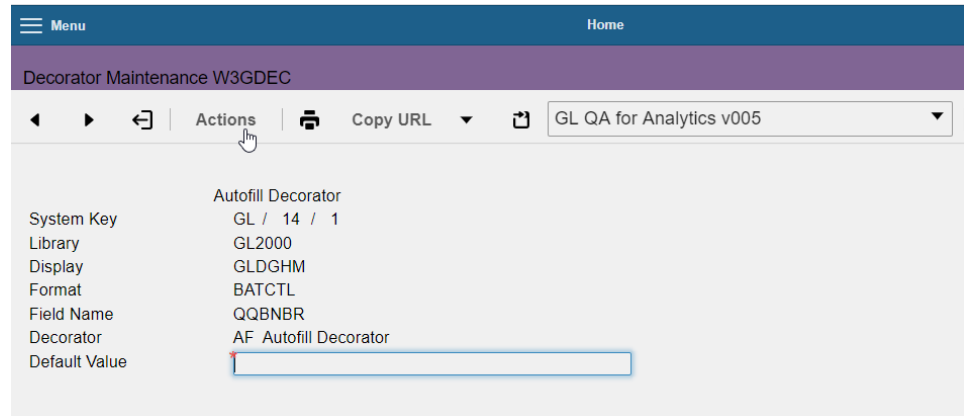 Menu Home
Decorator Maintenance W3GDEC
Actions Copy URL GL QA for Analytics v005
Autofill Decorator
System Key GL / 14 / 1
Library GL2000
Display GLDGHM
Format BATCTL
Field Name QQBNBR
Decorator AF Autofill Decorator
Default Value *